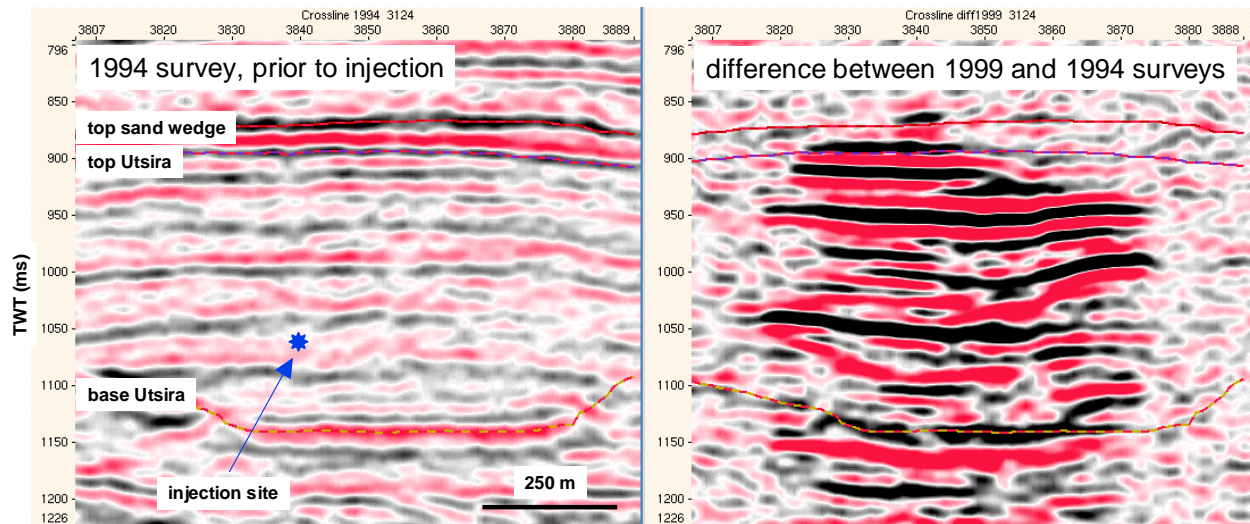 Crossline 1994 3124
3807 3820 3830 3840 3850 3860 3870 3889
796
1994 survey, prior to injection
850
top sand wedge
900
top Utsira
950
1000
TWT (ms)
1050
1100
base Utsira
1150
injection site
250 m
1200
1226
Crossline diff1999 3124
3807 3830 3840 3850 3860 3870 3880 3888
796
difference between 1999 and 1994 surveys
850
900
950
1000
1050
1100
1150
1200
1226